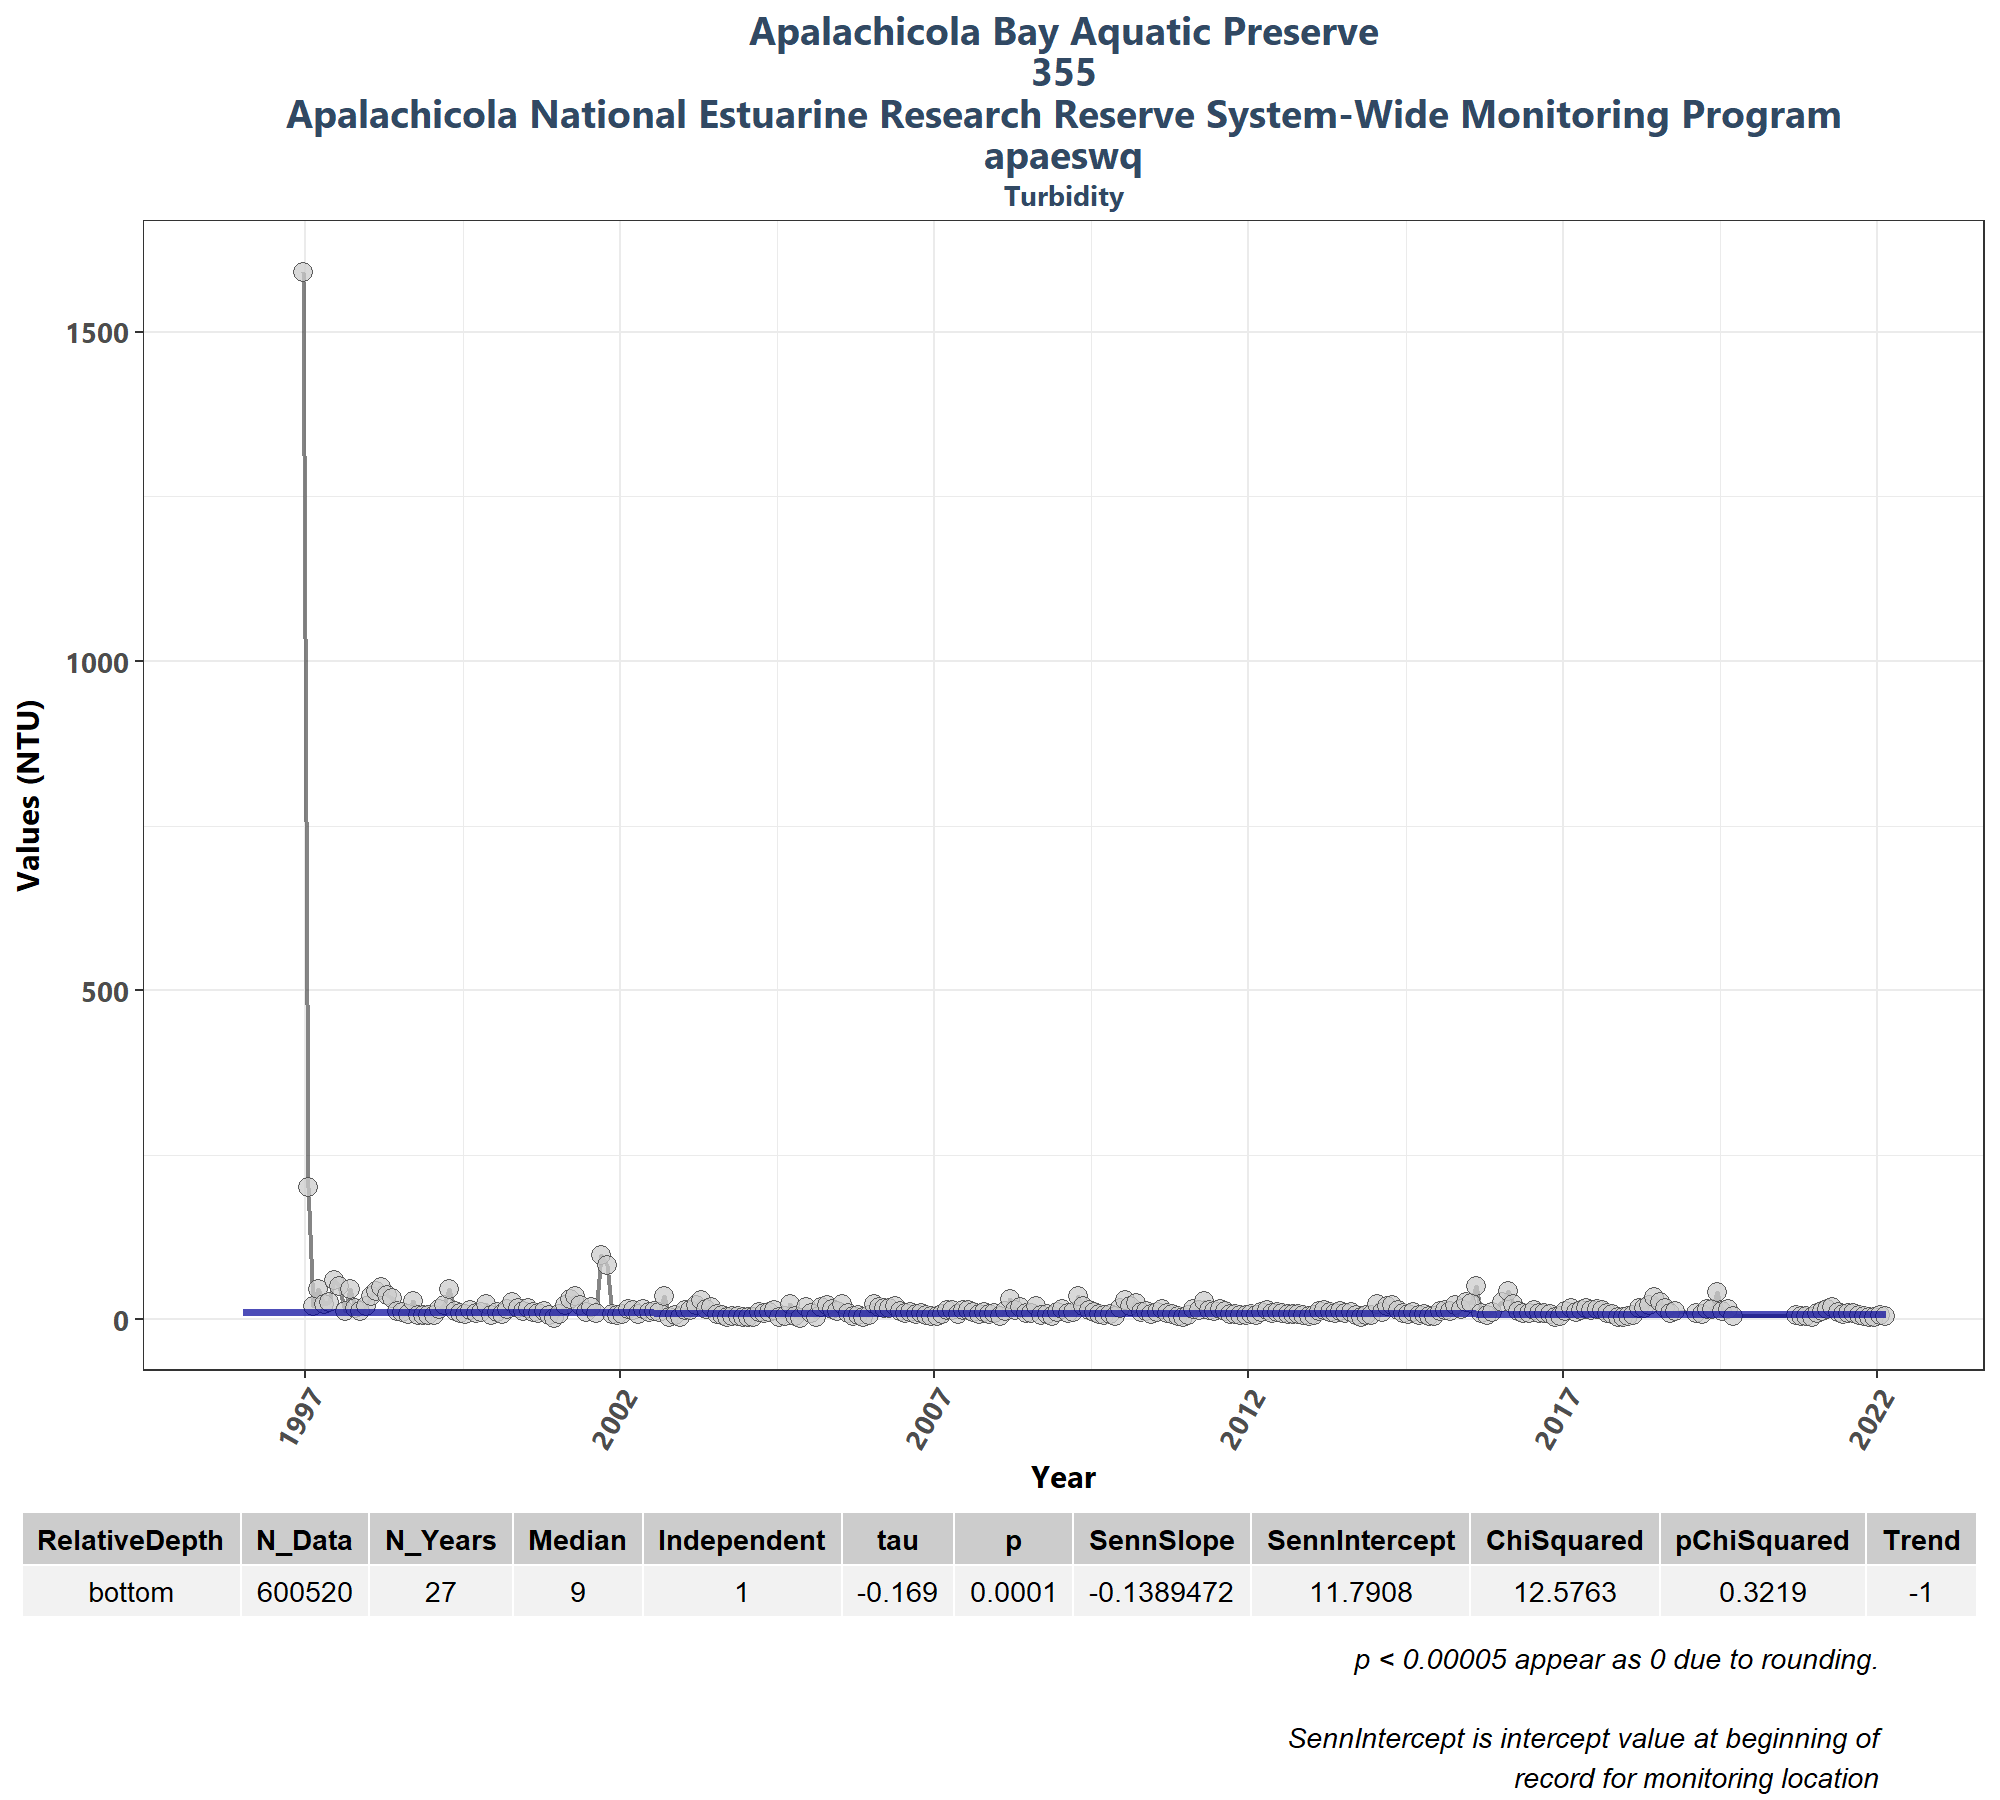 Apalachicola Bay Aquatic Preserve
355
Apalachicola National Estuarine Research Reserve System-Wide Monitoring Program
apaeswq
Turbidity
Values (NTU)
1500
1000
500
0
1997 2002 2007 2012 2017 2022
Year
RelativeDepth N_Data N_Years Median Independent tau p SennSlope SennIntercept ChiSquared pChiSquared Trend
bottom 600520 27 9 1 -0.169 0.0001 -0.1389472 11.7908 12.5763 0.3219 -1
p < 0.00005 appear as 0 due to rounding.
SennIntercept is intercept value at beginning of
record for monitoring location